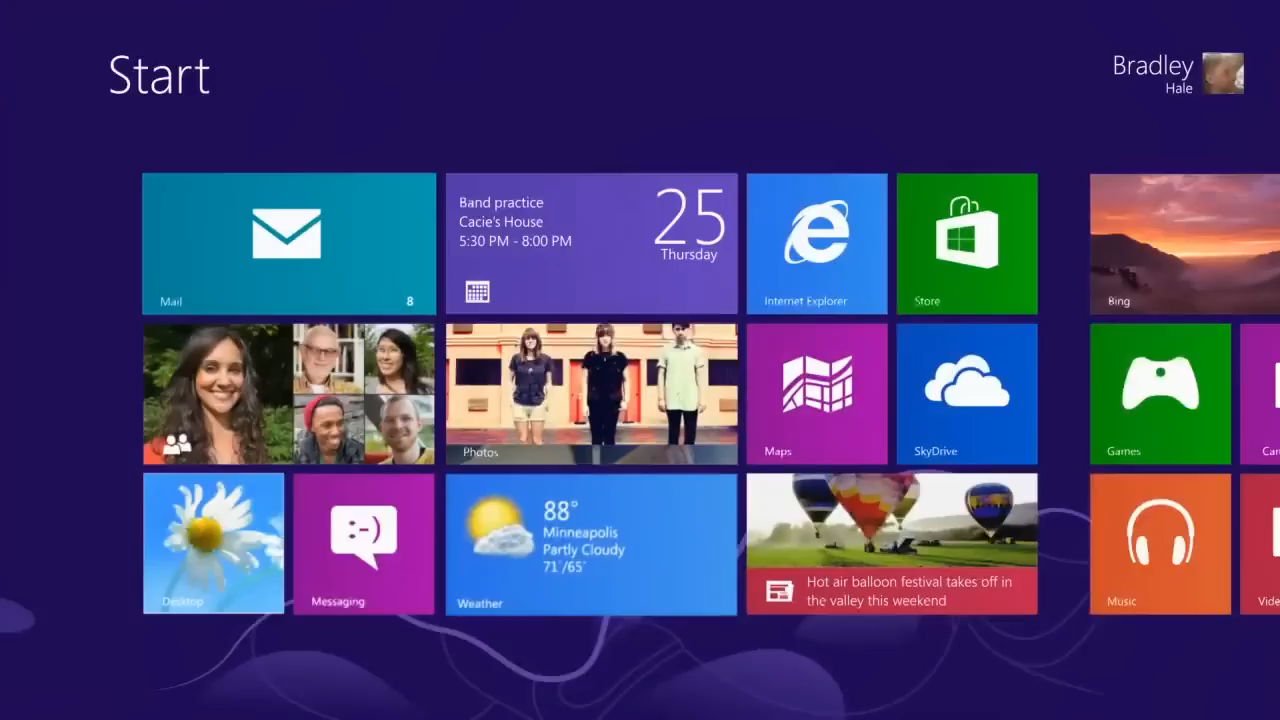 Start
Bradley
Hale
Mail
8
Band practice
Cacie's House
5:30 PM - 8:00 PM
25
Thursday
Internet Explorer
Store
Bing
Photos
Maps
SkyDrive
Games
Desktop
:-)
Messaging
88°
Minneapolis
Partly Cloudy
71°/65°
Weather
Hot air balloon festival takes off in
the valley this weekend
Music
Vide